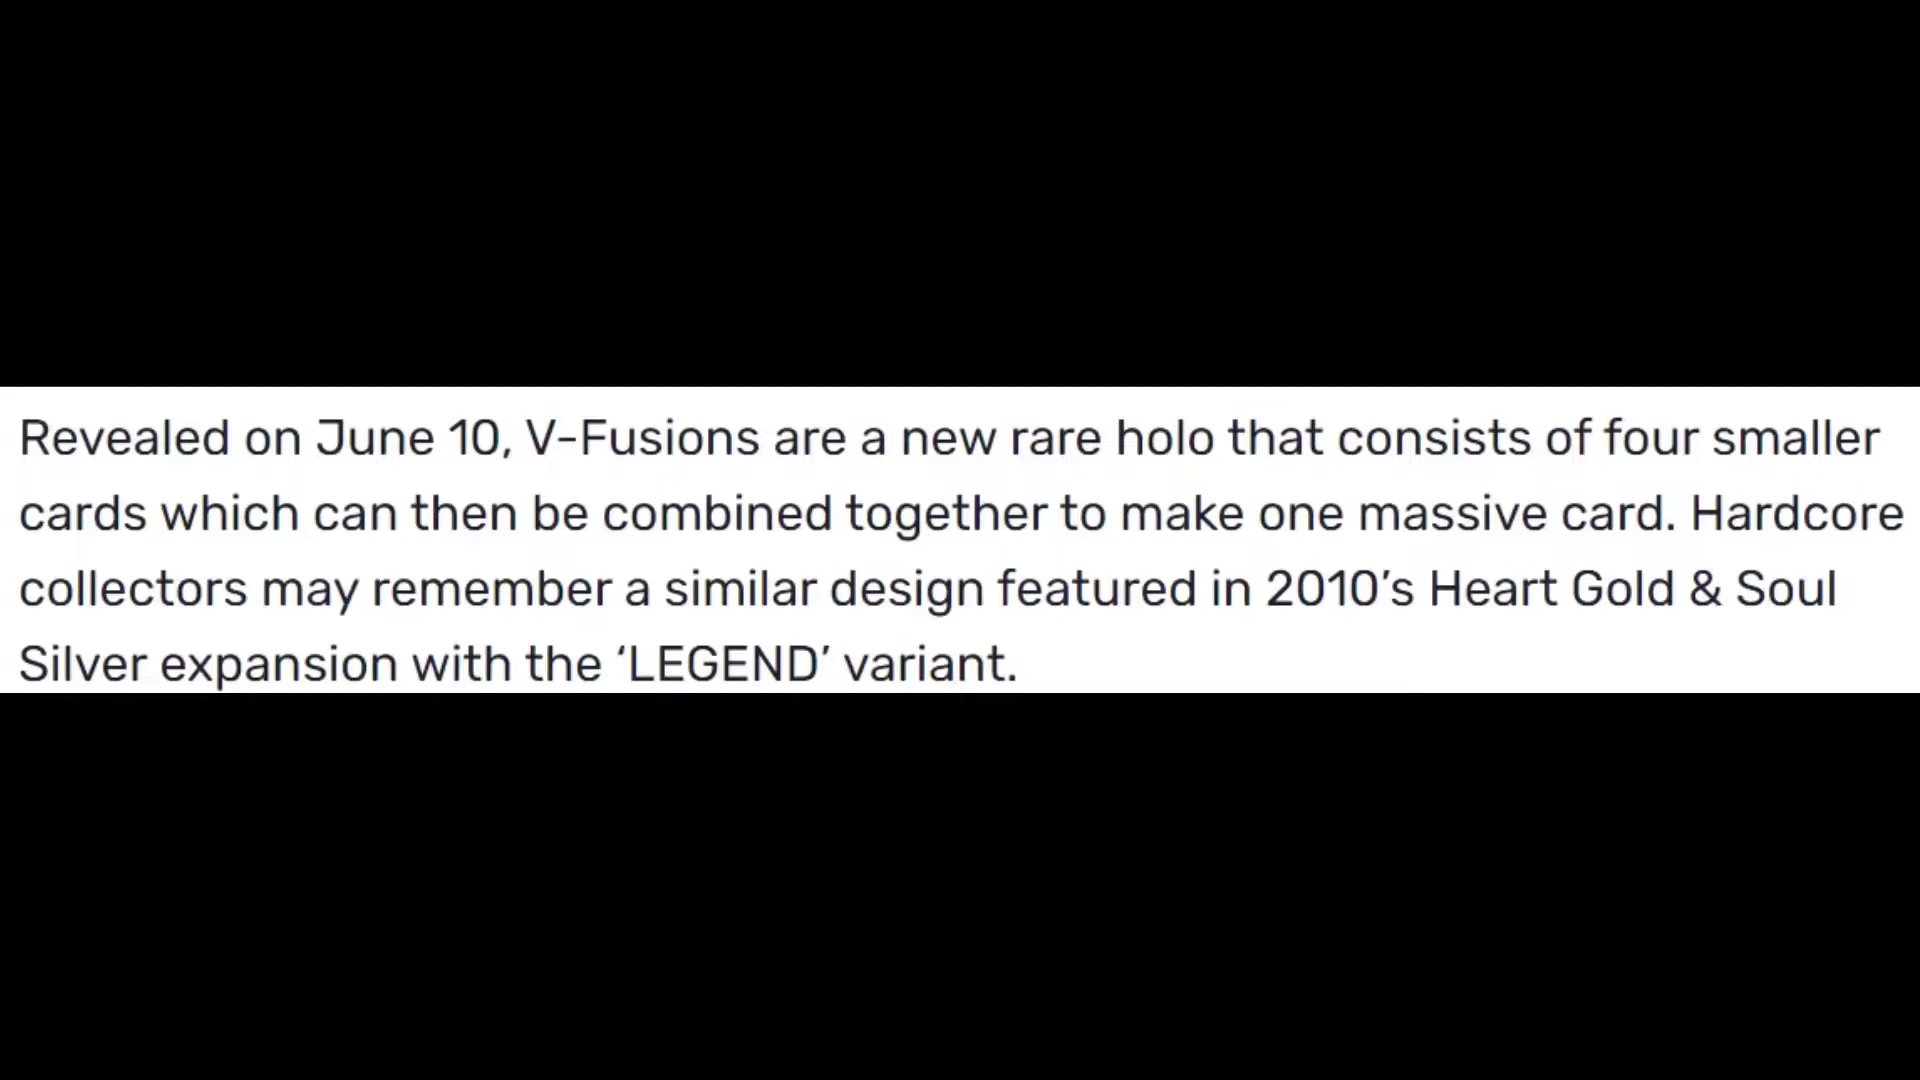 Revealed on June 10, V-Fusions are a new rare holo that consists of four smaller
cards which can then be combined together to make one massive card. Hardcore
collectors may remember a similar design featured in 2010’s Heart Gold & Soul
Silver expansion with the ‘LEGEND’ variant.